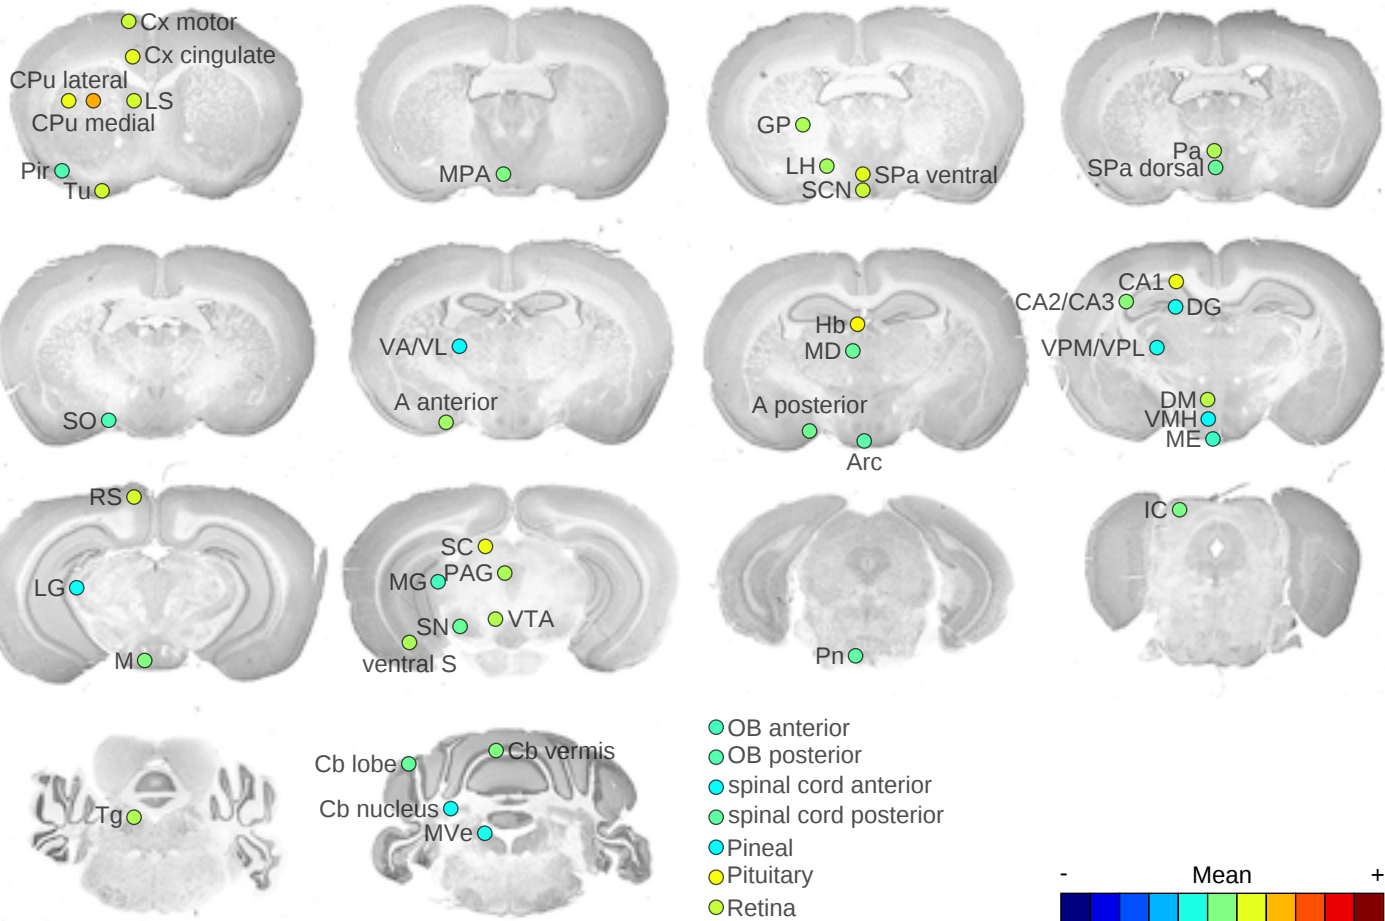 Cx motor
Cx cingulate
CPu lateral
LS
CPu medial
Pir
Tu
MPA
GP
LH
SPa ventral
SCN
Pa
SPa dorsal
SO
VA/VL
A anterior
Hb
MD
A posterior
Arc
CA1
CA2/CA3
DG
VPM/VPL
DM
VMH
ME
RS
LG
M
SC
MG
PAG
SN
VTA
ventral S
Pn
IC
Tg
Cb lobe
Cb vermis
Cb nucleus
MVe
OB anterior
OB posterior
spinal cord anterior
spinal cord posterior
Pineal
Pituitary
Retina
- Mean +